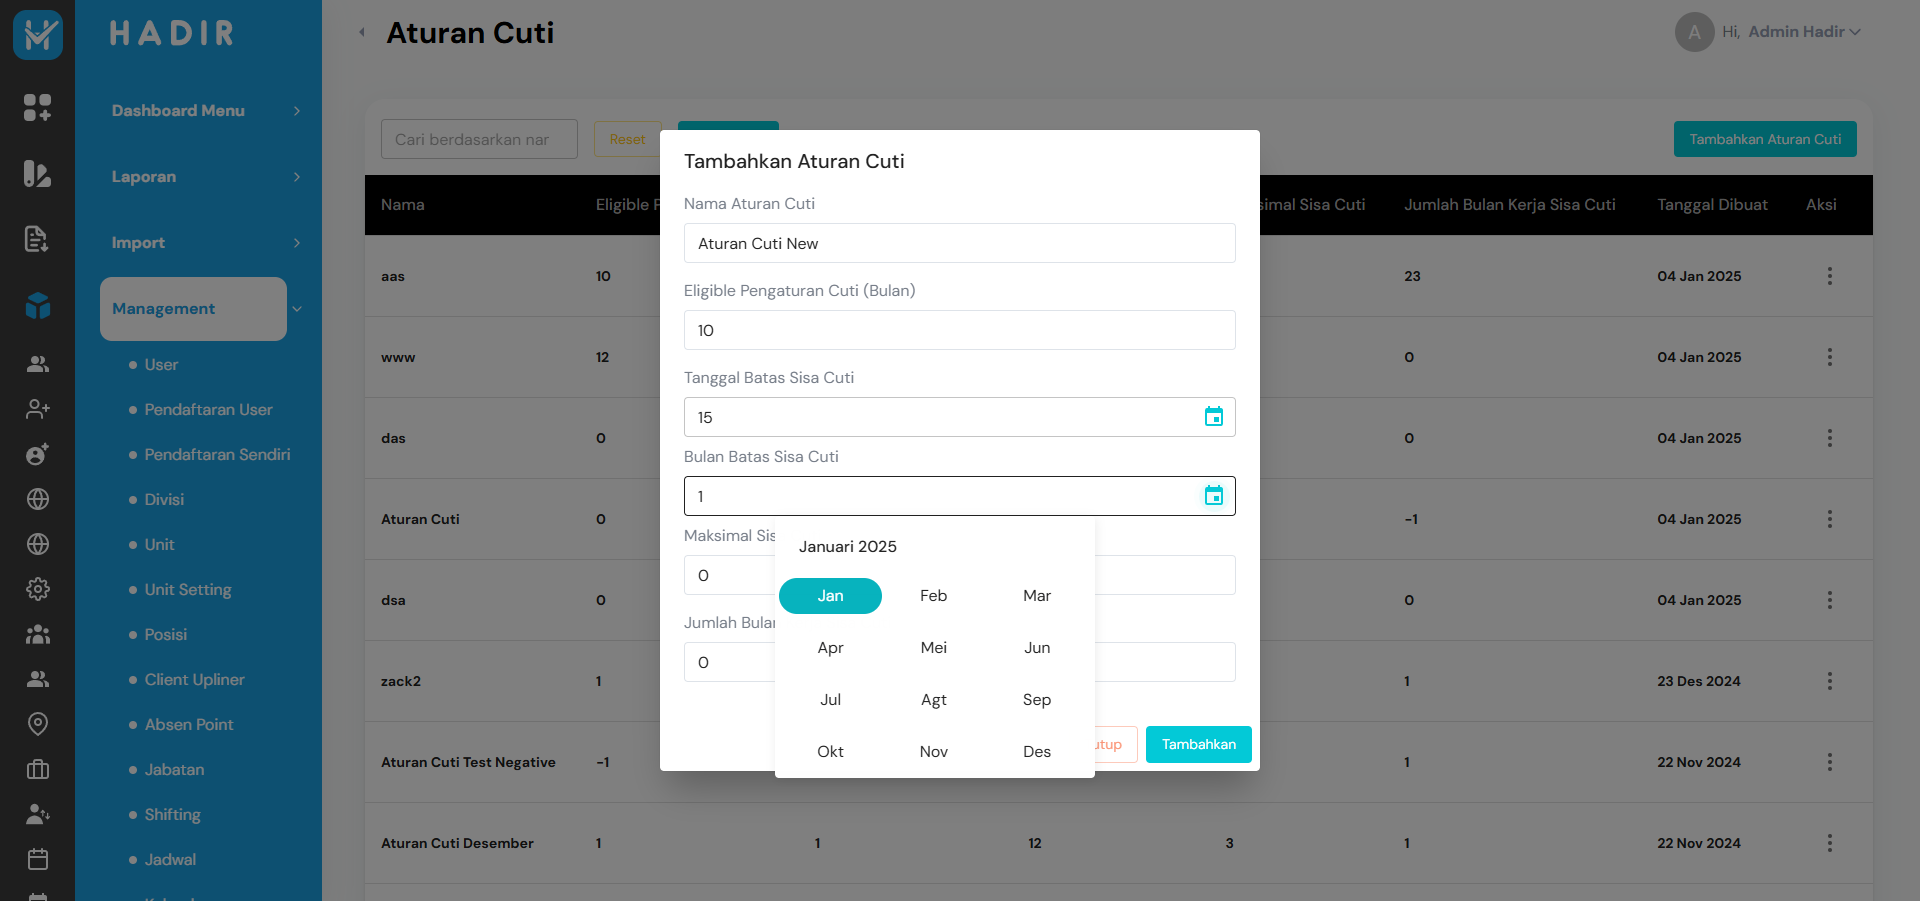 HADIR
Aturan Cuti
A
Hi, Admin Hadir
Dashboard Menu
Laporan
Import
Management
User
Pendaftaran User
Pendaftaran Sendiri
Divisi
Unit
Unit Setting
Posisi
Client Upliner
Absen Point
Jabatan
Shifting
Jadwal
Cari berdasarkan nar
Reset
Tambahkan Aturan Cuti
Nama Eligible Sisa Cuti Jumlah Bulan Kerja Sisa Cuti Tanggal Dibuat Aksi
aas 10 23 04 Jan 2025
www 12 0 04 Jan 2025
das 0 0 04 Jan 2025
Aturan Cuti 0 -1 04 Jan 2025
dsa 0 0 04 Jan 2025
zack2 1 1 23 Des 2024
Aturan Cuti Test Negative -1 1 22 Nov 2024
Aturan Cuti Desember 1 1 12 3 1 22 Nov 2024
Tambahkan Aturan Cuti
Nama Aturan Cuti
Aturan Cuti New
Eligible Pengaturan Cuti (Bulan)
10
Tanggal Batas Sisa Cuti
15
Bulan Batas Sisa Cuti
1
Maksimal Sis
0
Jumlah Bulan
0
Januari 2025
Jan Feb Mar
Apr Mei Jun
Jul Agt Sep
Okt Nov Des
utup
Tambahkan